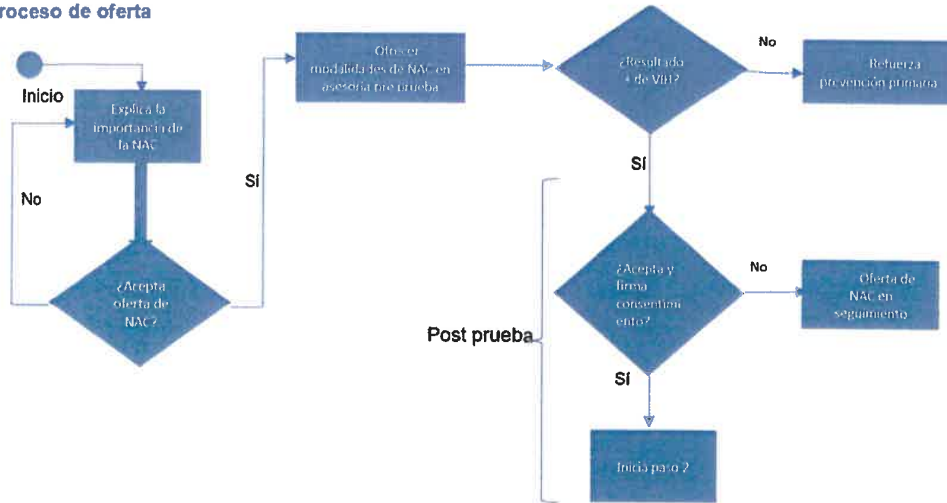 roceso de oferta
Inicio
Explica la
importancia de
la NAC
No
¿Acepta
oferta de
NAC?
Sí
Ofrecer
modalidades de NAC en
asesoría pre prueba
¿Resultado
+ de VIH?
No
Refuerza
prevención primaria
Sí
Post prueba
¿Acepta y
firma
consentimi
ento?
No
Oferta de
NAC en
seguimiento
Sí
Inicia paso 2